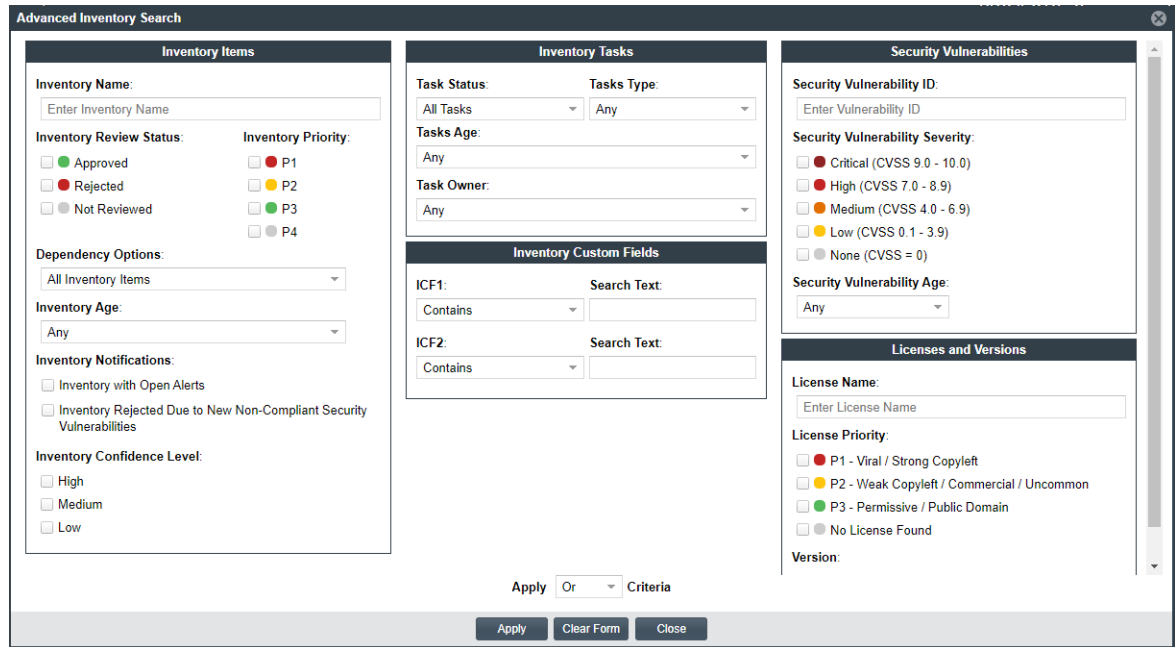 Advanced Inventory Search
Inventory Items
Inventory Name:
Enter Inventory Name
Inventory Review Status: Inventory Priority:
Approved P1
Rejected P2
Not Reviewed P3
P4
Dependency Options:
All Inventory Items
Inventory Age:
Any
Inventory Notifications:
Inventory with Open Alerts
Inventory Rejected Due to New Non-Compliant Security
Vulnerabilities
Inventory Confidence Level:
High
Medium
Low
Inventory Tasks
Task Status: Tasks Type:
All Tasks Any
Tasks Age:
Any
Task Owner:
Any
Inventory Custom Fields
ICF1: Search Text:
Contains
ICF2: Search Text:
Contains
Security Vulnerabilities
Security Vulnerability ID:
Enter Vulnerability ID
Security Vulnerability Severity:
Critical (CVSS 9.0 - 10.0)
High (CVSS 7.0 - 8.9)
Medium (CVSS 4.0 - 6.9)
Low (CVSS 0.1 - 3.9)
None (CVSS = 0)
Security Vulnerability Age:
Any
Licenses and Versions
License Name:
Enter License Name
License Priority:
P1 - Viral / Strong Copyleft
P2 - Weak Copyleft / Commercial / Uncommon
P3 - Permissive / Public Domain
No License Found
Version:
Apply Or Criteria
Apply Clear Form Close